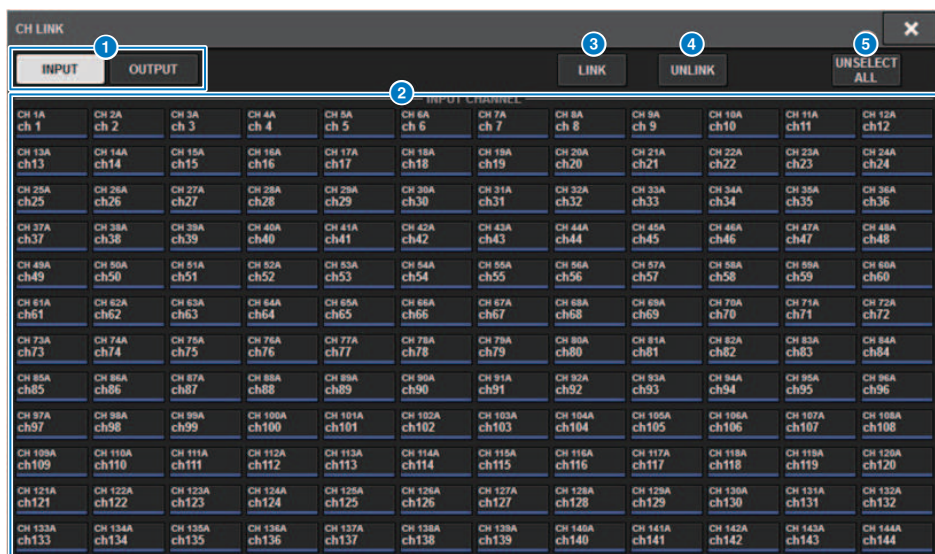 CH LINK
1 3 4 5
INPUT OUTPUT LINK UNLINK UNSELECT
ALL
2
INPUT CHANNEL
CH 1A CH 2A CH 3A CH 4A CH 5A CH 6A CH 7A CH 8A CH 9A CH 10A CH 11A CH 12A
ch 1 ch 2 ch 3 ch 4 ch 5 ch 6 ch 7 ch 8 ch 9 ch10 ch11 ch12
CH 13A CH 14A CH 15A CH 16A CH 17A CH 18A CH 19A CH 20A CH 21A CH 22A CH 23A CH 24A
ch13 ch14 ch15 ch16 ch17 ch18 ch19 ch20 ch21 ch22 ch23 ch24
CH 25A CH 26A CH 27A CH 28A CH 29A CH 30A CH 31A CH 32A CH 33A CH 34A CH 35A CH 36A
ch25 ch26 ch27 ch28 ch29 ch30 ch31 ch32 ch33 ch34 ch35 ch36
CH 37A CH 38A CH 39A CH 40A CH 41A CH 42A CH 43A CH 44A CH 45A CH 46A CH 47A CH 48A
ch37 ch38 ch39 ch40 ch41 ch42 ch43 ch44 ch45 ch46 ch47 ch48
CH 49A CH 50A CH 51A CH 52A CH 53A CH 54A CH 55A CH 56A CH 57A CH 58A CH 59A CH 60A
ch49 ch50 ch51 ch52 ch53 ch54 ch55 ch56 ch57 ch58 ch59 ch60
CH 61A CH 62A CH 63A CH 64A CH 65A CH 66A CH 67A CH 68A CH 69A CH 70A CH 71A CH 72A
ch61 ch62 ch63 ch64 ch65 ch66 ch67 ch68 ch69 ch70 ch71 ch72
CH 73A CH 74A CH 75A CH 76A CH 77A CH 78A CH 79A CH 80A CH 81A CH 82A CH 83A CH 84A
ch73 ch74 ch75 ch76 ch77 ch78 ch79 ch80 ch81 ch82 ch83 ch84
CH 85A CH 86A CH 87A CH 88A CH 89A CH 90A CH 91A CH 92A CH 93A CH 94A CH 95A CH 96A
ch85 ch86 ch87 ch88 ch89 ch90 ch91 ch92 ch93 ch94 ch95 ch96
CH 97A CH 98A CH 99A CH 100A CH 101A CH 102A CH 103A CH 104A CH 105A CH 106A CH 107A CH 108A
ch97 ch98 ch99 ch100 ch101 ch102 ch103 ch104 ch105 ch106 ch107 ch108
CH 109A CH 110A CH 111A CH 112A CH 113A CH 114A CH 115A CH 116A CH 117A CH 118A CH 119A CH 120A
ch109 ch110 ch111 ch112 ch113 ch114 ch115 ch116 ch117 ch118 ch119 ch120
CH 121A CH 122A CH 123A CH 124A CH 125A CH 126A CH 127A CH 128A CH 129A CH 130A CH 131A CH 132A
ch121 ch122 ch123 ch124 ch125 ch126 ch127 ch128 ch129 ch130 ch131 ch132
CH 133A CH 134A CH 135A CH 136A CH 137A CH 138A CH 139A CH 140A CH 141A CH 142A CH 143A CH 144A
ch133 ch134 ch135 ch136 ch137 ch138 ch139 ch140 ch141 ch142 ch143 ch144